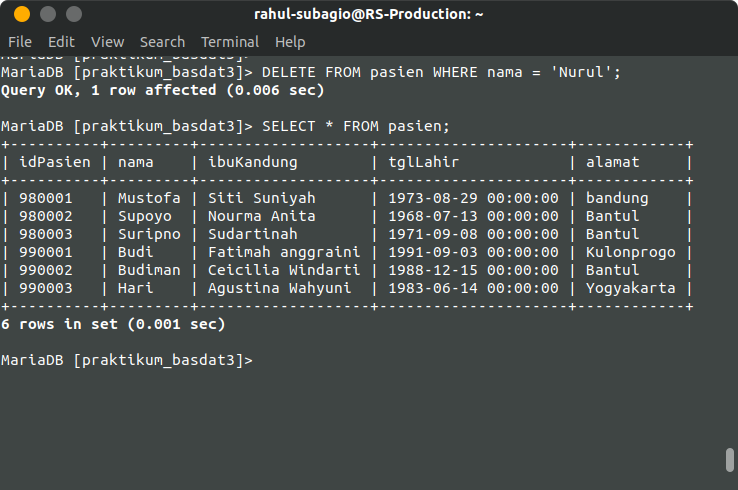 rahul-subagio@RS-Production: ~
File Edit View Search Terminal Help
MariaDB [praktikum_basdat3]>
MariaDB [praktikum_basdat3]> DELETE FROM pasien WHERE nama = 'Nurul';
Query OK, 1 row affected (0.006 sec)
MariaDB [praktikum_basdat3]> SELECT * FROM pasien;
+----------+---------+-------------------+---------------------+------------+
| idPasien | nama    | ibuKandung        | tglLahir            | alamat     |
+----------+---------+-------------------+---------------------+------------+
| 980001   | Mustofa | Siti Suniyah      | 1973-08-29 00:00:00 | bandung    |
| 980002   | Supoyo  | Nourma Anita      | 1968-07-13 00:00:00 | Bantul     |
| 980003   | Suripno | Sudartinah        | 1971-09-08 00:00:00 | Bantul     |
| 990001   | Budi    | Fatimah anggraini | 1991-09-03 00:00:00 | Kulonprogo |
| 990002   | Budiman | Ceicilia Windarti | 1988-12-15 00:00:00 | Bantul     |
| 990003   | Hari    | Agustina Wahyuni  | 1983-06-14 00:00:00 | Yogyakarta |
+----------+---------+-------------------+---------------------+------------+
6 rows in set (0.001 sec)
MariaDB [praktikum_basdat3]>